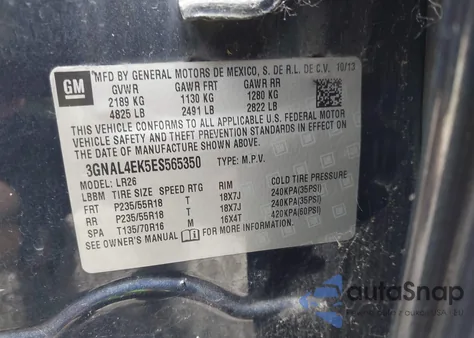 GM
MFD BY GENERAL MOTORS DE MEXICO, S. DE R.L. DE C.V. 10/13
GVWR GAWR FRT GAWR RR
2189 KG 1130 KG 1280 KG
4825 LB 2491 LB 2822 LB
THIS VEHICLE CONFORMS TO ALL APPLICABLE U.S. FEDERAL MOTOR
VEHICLE SAFETY AND THEFT PREVENTION STANDARDS IN
EFFECT ON THE DATE OF MANUFACTURE SHOWN ABOVE.
3GNAL4EK5ES565350 TYPE: M.P.V.
MODEL: LR26
LBBM TIRE SIZE SPEED RTG RIM COLD TIRE PRESSURE
FRT P235/55R18 T 18X7J 240KPA(35PSI)
RR P235/55R18 T 18X7J 240KPA(35PSI)
SPA T135/70R16 M 16X4T 420KPA(60PSI)
SEE OWNER'S MANUAL FOR MORE INFORMATION.
autoSnap